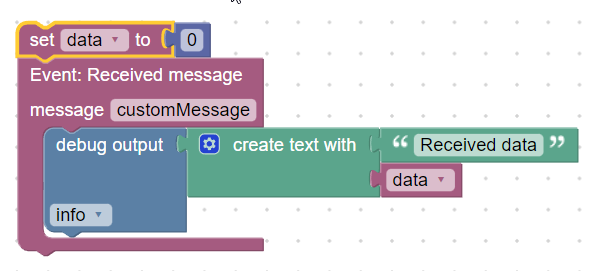 set data to 0
Event: Received message
message customMessage
debug output create text with “ Received data ”
data
info